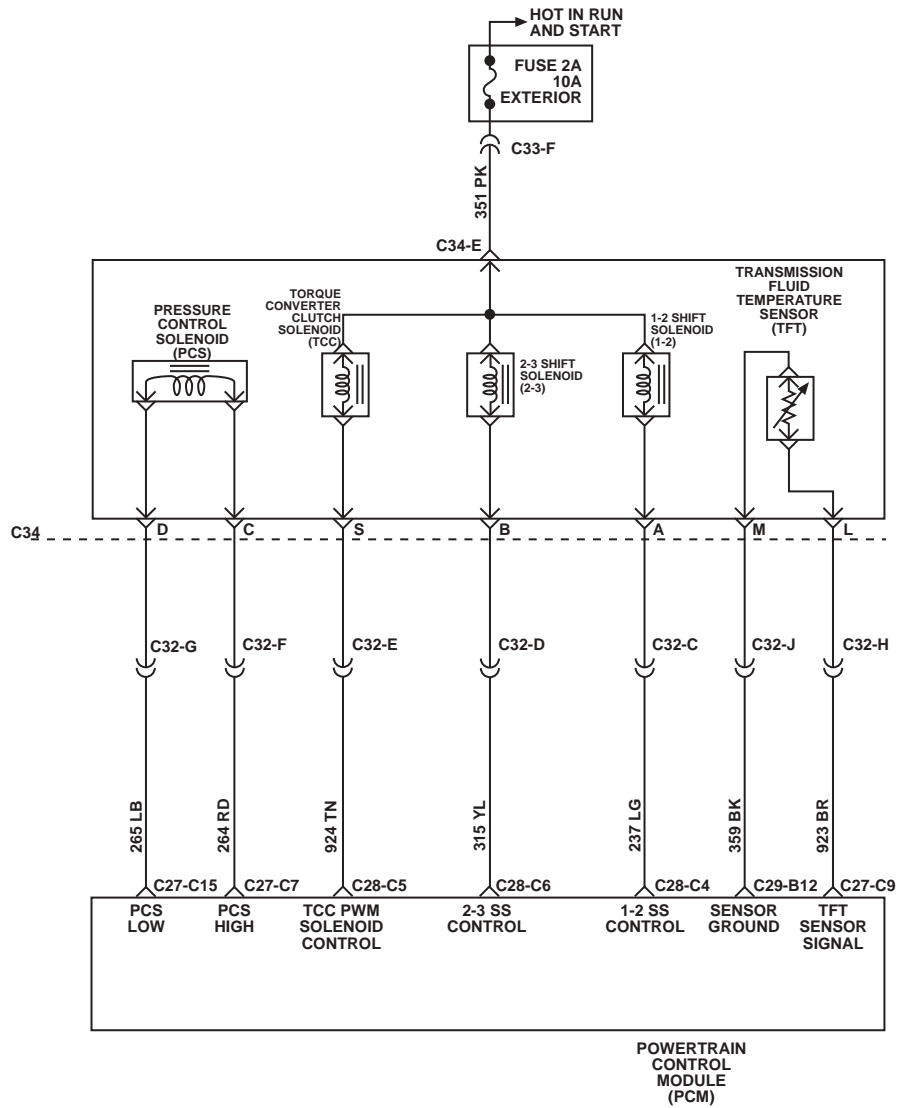 HOT IN RUN
AND START
FUSE 2A
10A
EXTERIOR
C33-F
351 PK
C34-E
PRESSURE
CONTROL
SOLENOID
(PCS)
TORQUE
CONVERTER
CLUTCH
SOLENOID
(TCC)
2-3 SHIFT
SOLENOID
(2-3)
1-2 SHIFT
SOLENOID
(1-2)
TRANSMISSION
FLUID
TEMPERATURE
SENSOR
(TFT)
C34
D
C
S
B
A
M
L
C32-G
C32-F
C32-E
C32-D
C32-C
C32-J
C32-H
265 LB
264 RD
924 TN
315 YL
237 LG
359 BK
923 BR
C27-C15
C27-C7
C28-C5
C28-C6
C28-C4
C29-B12
C27-C9
PCS
LOW
PCS
HIGH
TCC PWM
SOLENOID
CONTROL
2-3 SS
CONTROL
1-2 SS
CONTROL
SENSOR
GROUND
TFT
SENSOR
SIGNAL
POWERTRAIN
CONTROL
MODULE
(PCM)